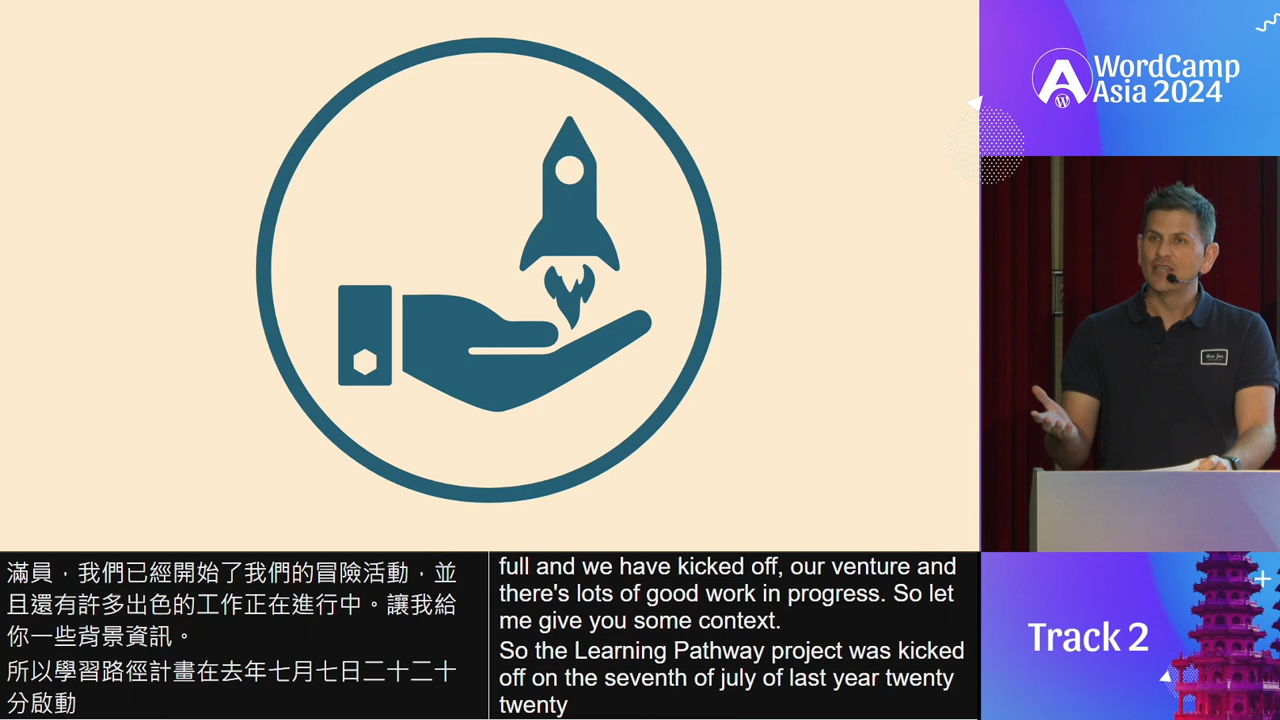 WordCamp
Asia 2024
滿員，我們已經開始了我們的冒險活動，並
且還有許多出色的工作正在進行中。讓我給
你一些背景資訊。
所以學習路徑計畫在去年七月七日二十二十
分啟動
full and we have kicked off, our venture and
there's lots of good work in progress. So let
me give you some context.
So the Learning Pathway project was kicked
off on the seventh of july of last year twenty
twenty
Track 2